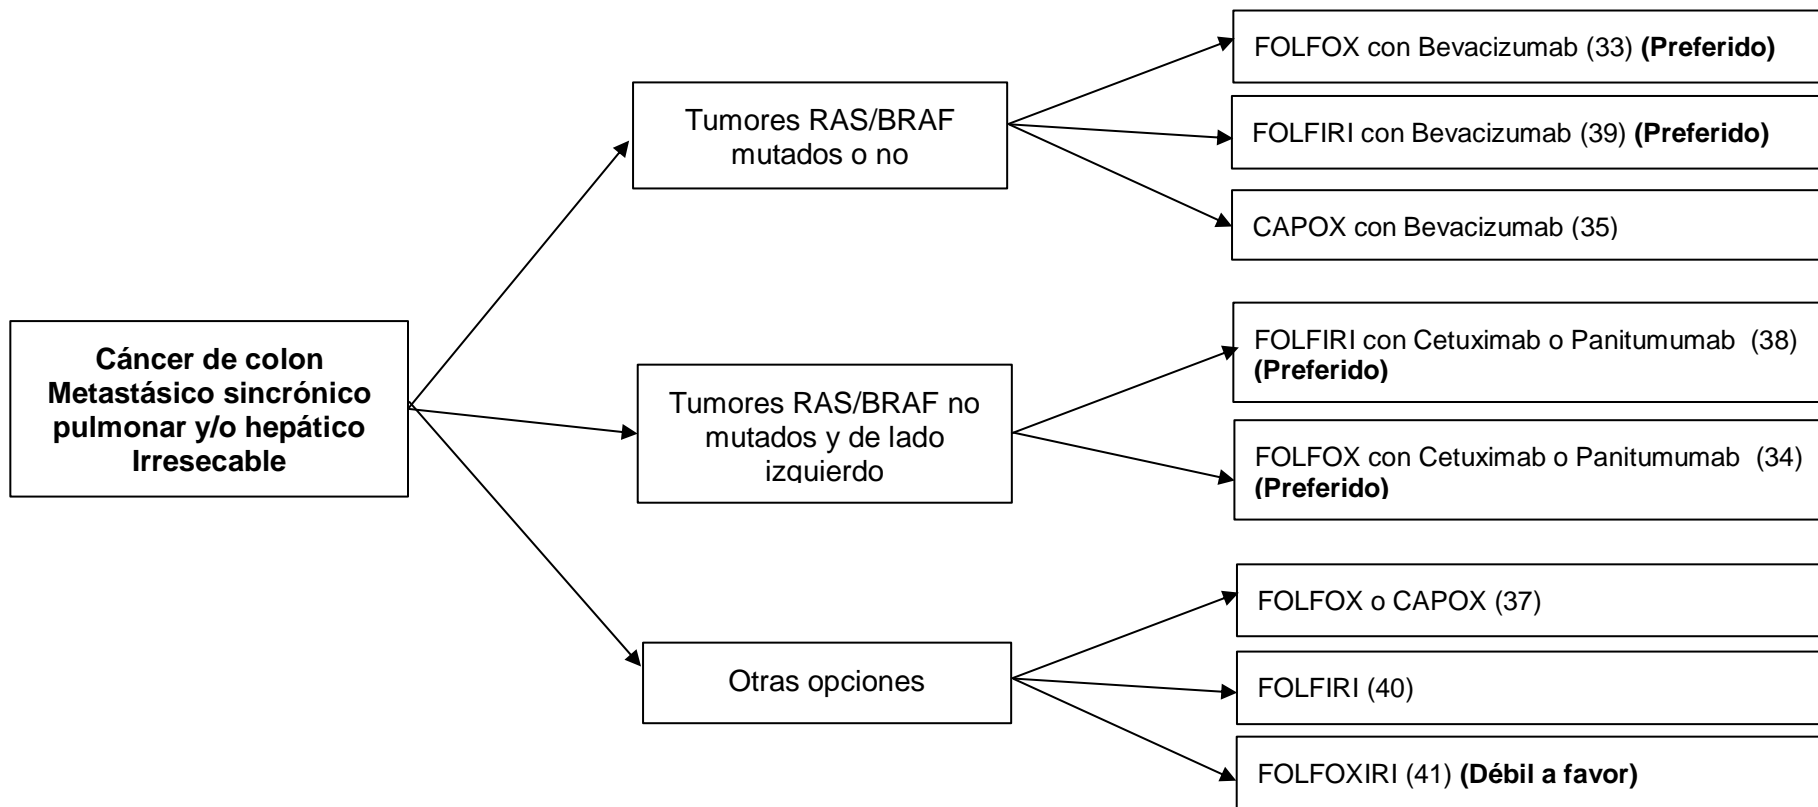 Cáncer de colon
Metastásico sincrónico
pulmonar y/o hepático
Irresecable
Tumores RAS/BRAF
mutados o no
FOLFOX con Bevacizumab (33) (Preferido)
FOLFIRI con Bevacizumab (39) (Preferido)
CAPOX con Bevacizumab (35)
Tumores RAS/BRAF no
mutados y de lado
izquierdo
FOLFIRI con Cetuximab o Panitumumab (38)
(Preferido)
FOLFOX con Cetuximab o Panitumumab (34)
(Preferido)
Otras opciones
FOLFOX o CAPOX (37)
FOLFIRI (40)
FOLFOXIRI (41) (Débil a favor)